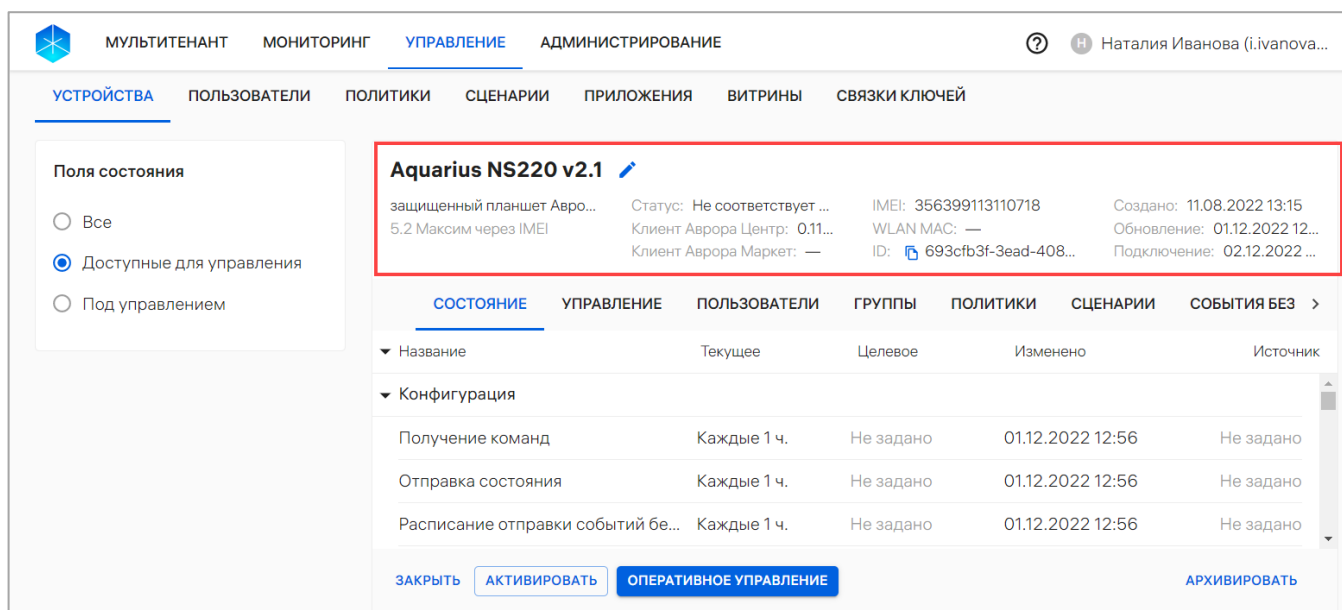 МУЛЬТИТЕНАНТ МОНИТОРИНГ УПРАВЛЕНИЕ АДМИНИСТРИРОВАНИЕ Н Наталия Иванова (i.ivanova...
УСТРОЙСТВА ПОЛЬЗОВАТЕЛИ ПОЛИТИКИ СЦЕНАРИИ ПРИЛОЖЕНИЯ ВИТРИНЫ СВЯЗКИ КЛЮЧЕЙ
Поля состояния
Все
Доступные для управления
Под управлением
Aquarius NS220 v2.1
защищенный планшет Авро... Статус: Не соответствует ... IMEI: 356399113110718 Создано: 11.08.2022 13:15
5.2 Максим через IMEI Клиент Аврора Центр: 0.11... WLAN MAC: — Обновление: 01.12.2022 12...
Клиент Аврора Маркет: — ID: 693cfb3f-3ead-408... Подключение: 02.12.2022 ...
СОСТОЯНИЕ УПРАВЛЕНИЕ ПОЛЬЗОВАТЕЛИ ГРУППЫ ПОЛИТИКИ СЦЕНАРИИ СОБЫТИЯ БЕЗ
Название Текущее Целевое Изменено Источник
Конфигурация
Получение команд Каждые 1 ч. Не задано 01.12.2022 12:56 Не задано
Отправка состояния Каждые 1 ч. Не задано 01.12.2022 12:56 Не задано
Расписание отправки событий бе... Каждые 1 ч. Не задано 01.12.2022 12:56 Не задано
ЗАКРЫТЬ АКТИВИРОВАТЬ ОПЕРАТИВНОЕ УПРАВЛЕНИЕ АРХИВИРОВАТЬ